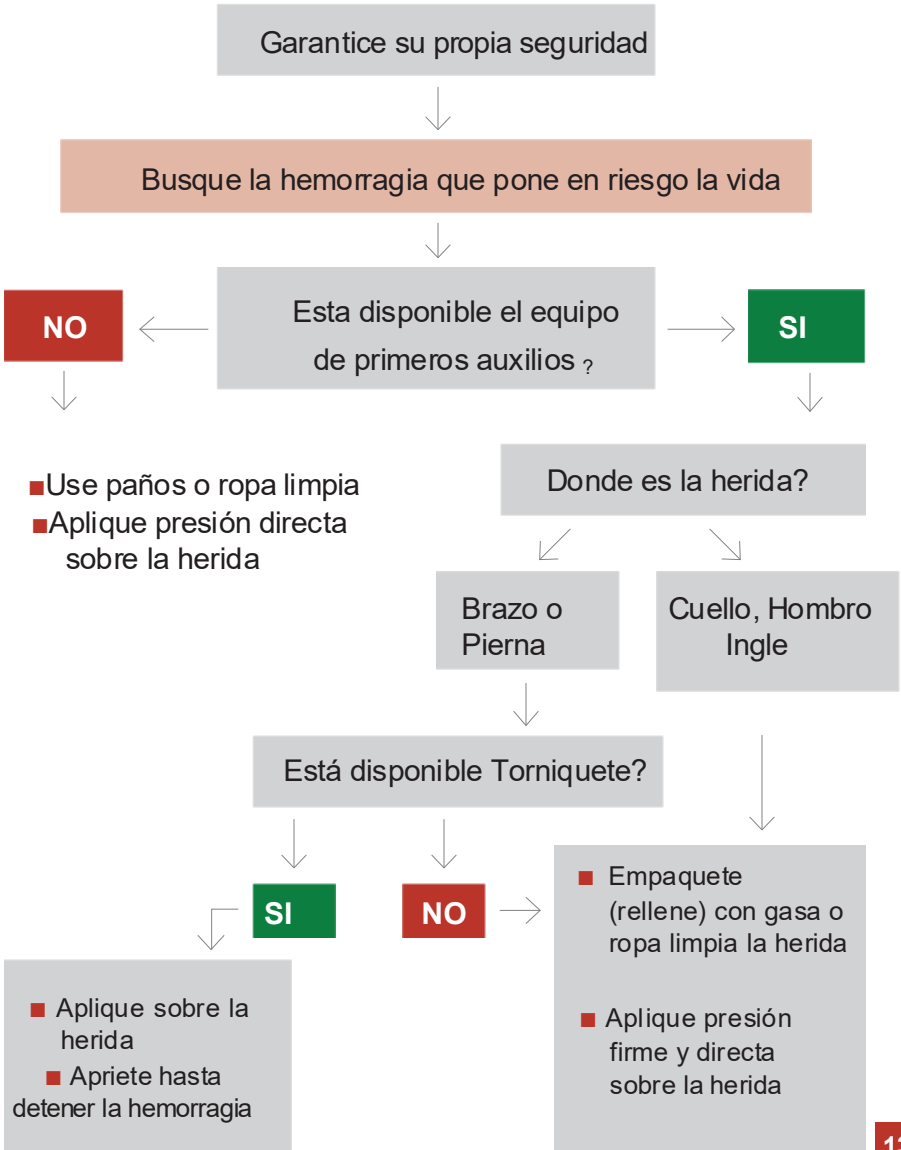 Garantice su propia seguridad
Busque la hemorragia que pone en riesgo la vida
Esta disponible el equipo
de primeros auxilios ?
NO
SI
■Use paños o ropa limpia
■Aplique presión directa
sobre la herida
Donde es la herida?
Brazo o
Pierna
Cuello, Hombro
Ingle
Está disponible Torniquete?
SI
NO
■ Aplique sobre la
herida
■ Apriete hasta
detener la hemorragia
■ Empaquete
(rellene) con gasa o
ropa limpia la herida
■ Aplique presión
firme y directa
sobre la herida